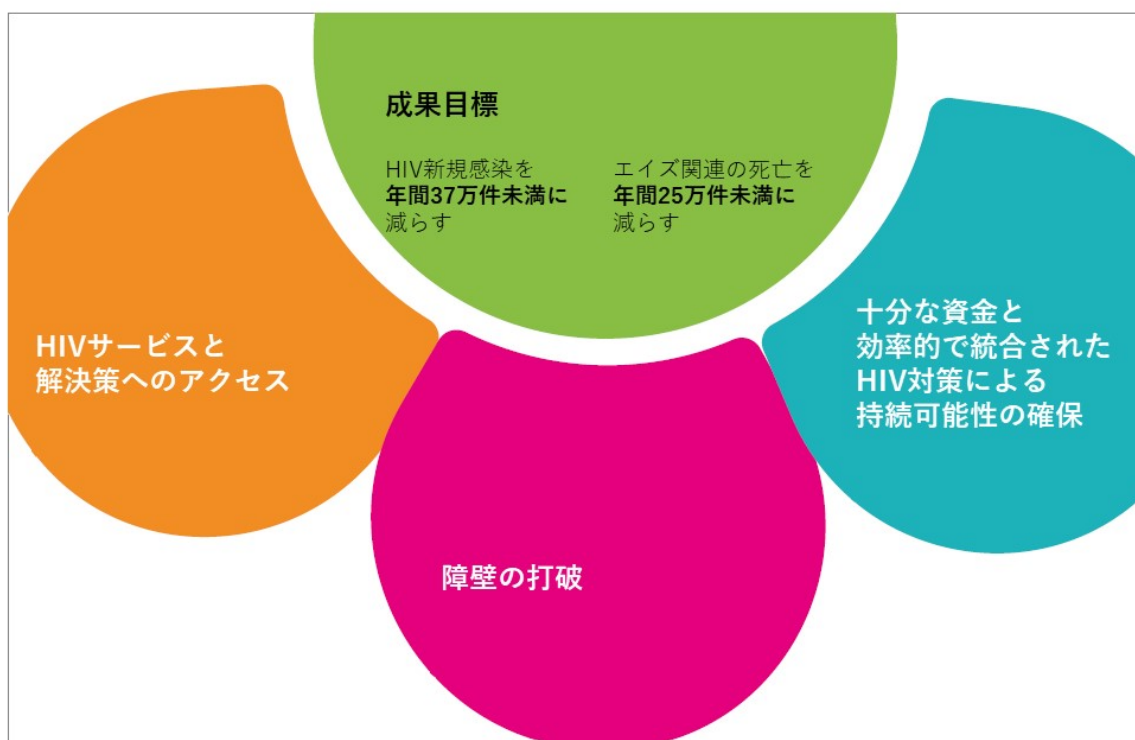 成果目標
HIV新規感染を
年間37万件未満に
減らす
エイズ関連の死亡を
年間25万件未満に
減らす
HIVサービスと
解決策へのアクセス
障壁の打破
十分な資金と
効率的で統合された
HIV対策による
持続可能性の確保